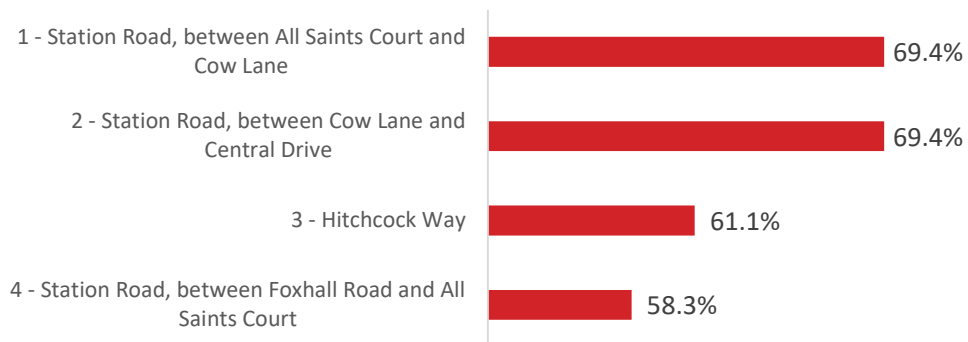 1 - Station Road, between All Saints Court and
Cow Lane
69.4%
2 - Station Road, between Cow Lane and
Central Drive
69.4%
3 - Hitchcock Way
61.1%
4 - Station Road, between Foxhall Road and All
Saints Court
58.3%